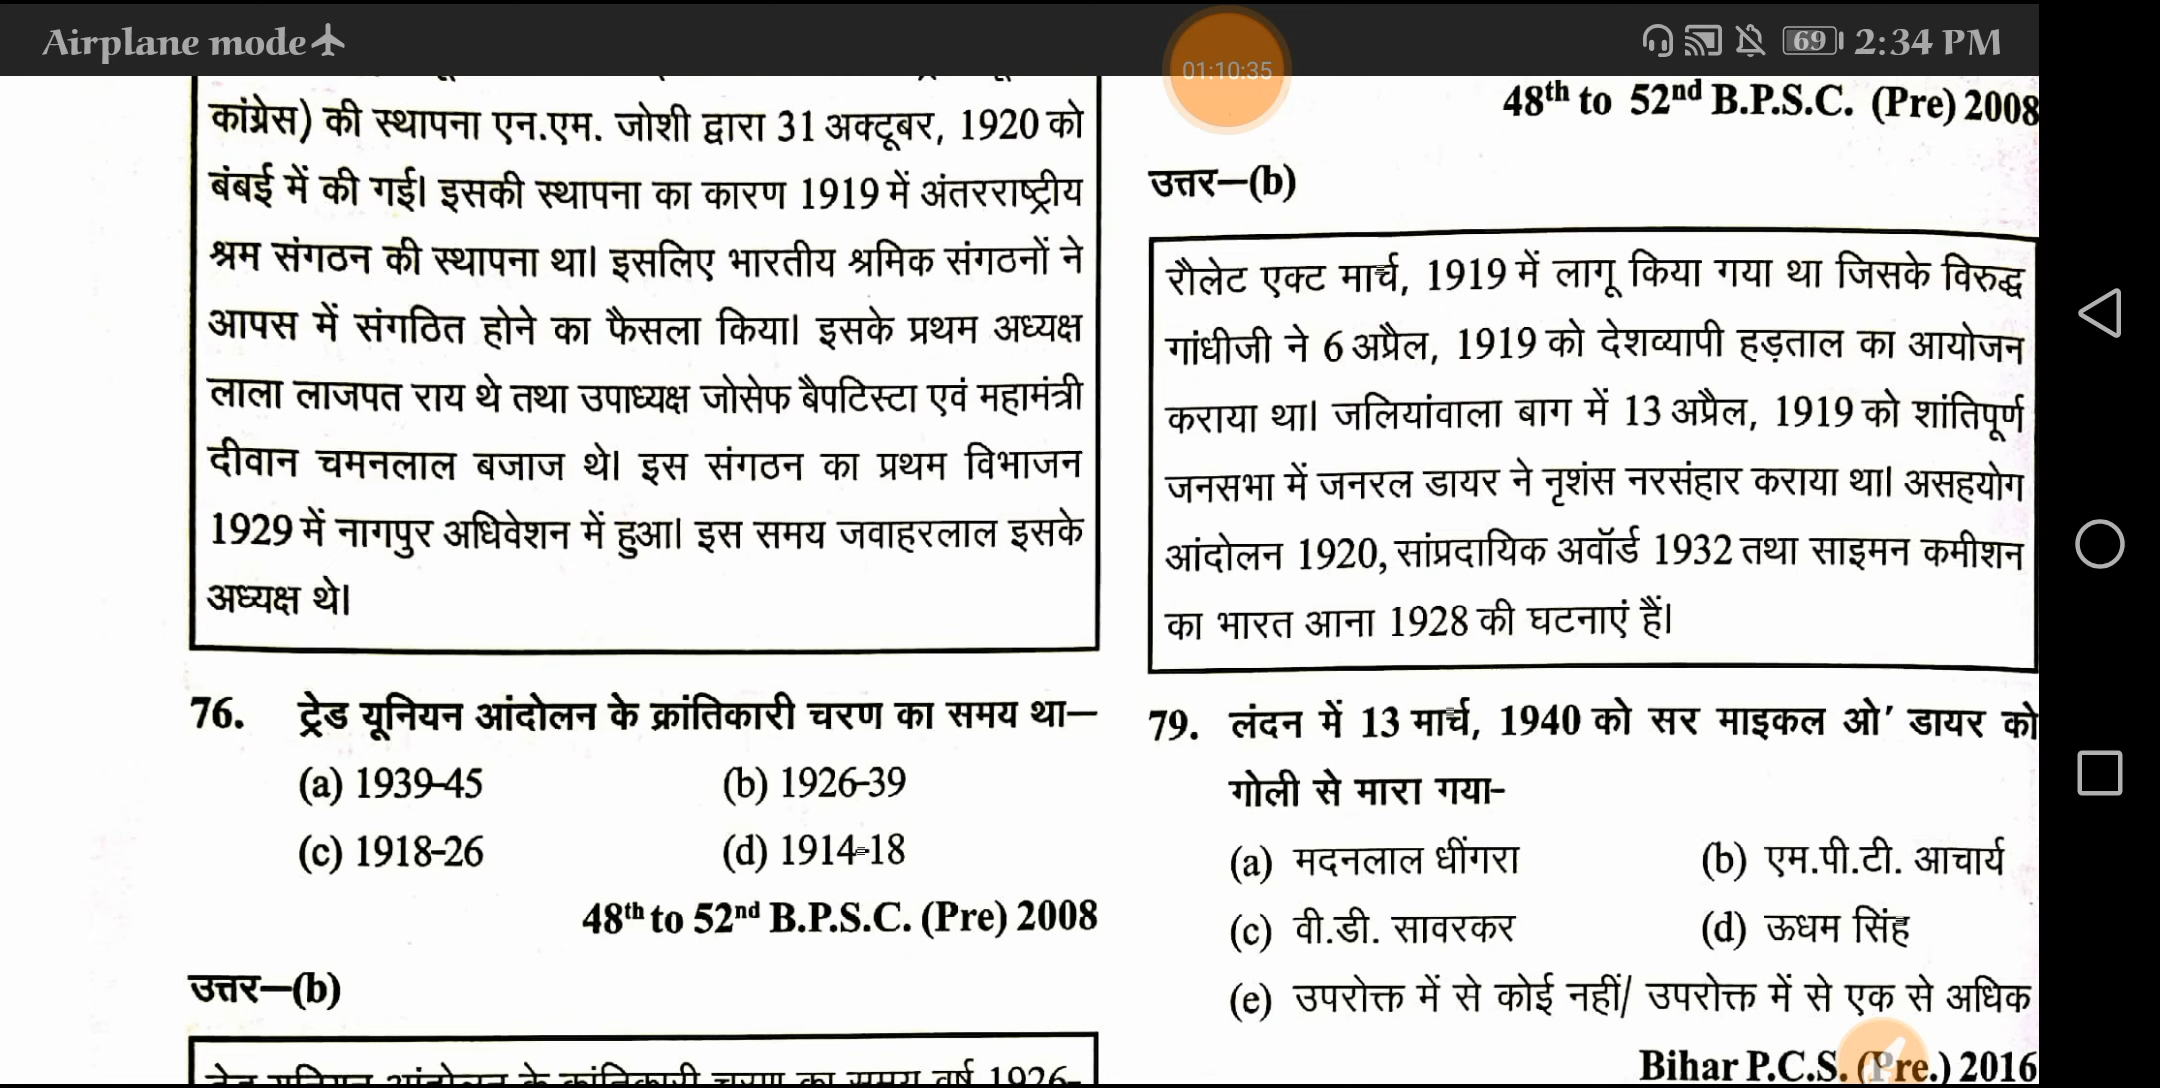 Airplane mode
69 2:34 PM
01:10:35
कांग्रेस) की स्थापना एन.एम. जोशी द्वारा 31 अक्टूबर, 1920 को
बंबई में की गई। इसकी स्थापना का कारण 1919 में अंतरराष्ट्रीय
श्रम संगठन की स्थापना था। इसलिए भारतीय श्रमिक संगठनों ने
आपस में संगठित होने का फैसला किया। इसके प्रथम अध्यक्ष
लाला लाजपत राय थे तथा उपाध्यक्ष जोसेफ बैपटिस्टा एवं महामंत्री
दीवान चमनलाल बजाज थे। इस संगठन का प्रथम विभाजन
1929 में नागपुर अधिवेशन में हुआ। इस समय जवाहरलाल इसके
अध्यक्ष थे।
76. ट्रेड यूनियन आंदोलन के क्रांतिकारी चरण का समय था—
(a) 1939-45 (b) 1926-39
(c) 1918-26 (d) 1914-18
48th to 52nd B.P.S.C. (Pre) 2008
उत्तर—(b)
ट्रेड यूनियन आंदोलन के क्रांतिकारी चरण का समय वर्ष 1926-
48th to 52nd B.P.S.C. (Pre) 2008
उत्तर—(b)
रौलेट एक्ट मार्च, 1919 में लागू किया गया था जिसके विरुद्ध
गांधीजी ने 6 अप्रैल, 1919 को देशव्यापी हड़ताल का आयोजन
कराया था। जलियांवाला बाग में 13 अप्रैल, 1919 को शांतिपूर्ण
जनसभा में जनरल डायर ने नृशंस नरसंहार कराया था। असहयोग
आंदोलन 1920, सांप्रदायिक अवॉर्ड 1932 तथा साइमन कमीशन
का भारत आना 1928 की घटनाएं हैं।
79. लंदन में 13 मार्च, 1940 को सर माइकल ओ' डायर को
गोली से मारा गया-
(a) मदनलाल धींगरा (b) एम.पी.टी. आचार्य
(c) वी.डी. सावरकर (d) ऊधम सिंह
(e) उपरोक्त में से कोई नहीं/ उपरोक्त में से एक से अधिक
Bihar P.C.S. (Pre.) 2016